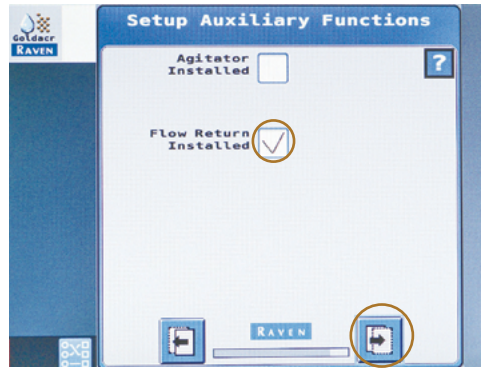 Setup Auxiliary Functions
Goldacr
RAVEN
Agitator
Installed
?
Flow Return
Installed
RAVEN